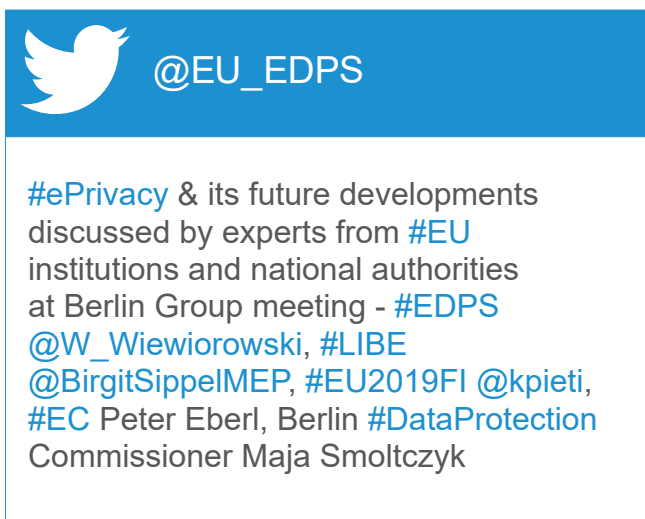 @EU_EDPS
#ePrivacy & its future developments
discussed by experts from #EU
institutions and national authorities
at Berlin Group meeting - #EDPS
@W_Wiewiorowski, #LIBE
@BirgitSippelMEP, #EU2019FI @kpieti,
#EC Peter Eberl, Berlin #DataProtection
Commissioner Maja Smoltczyk